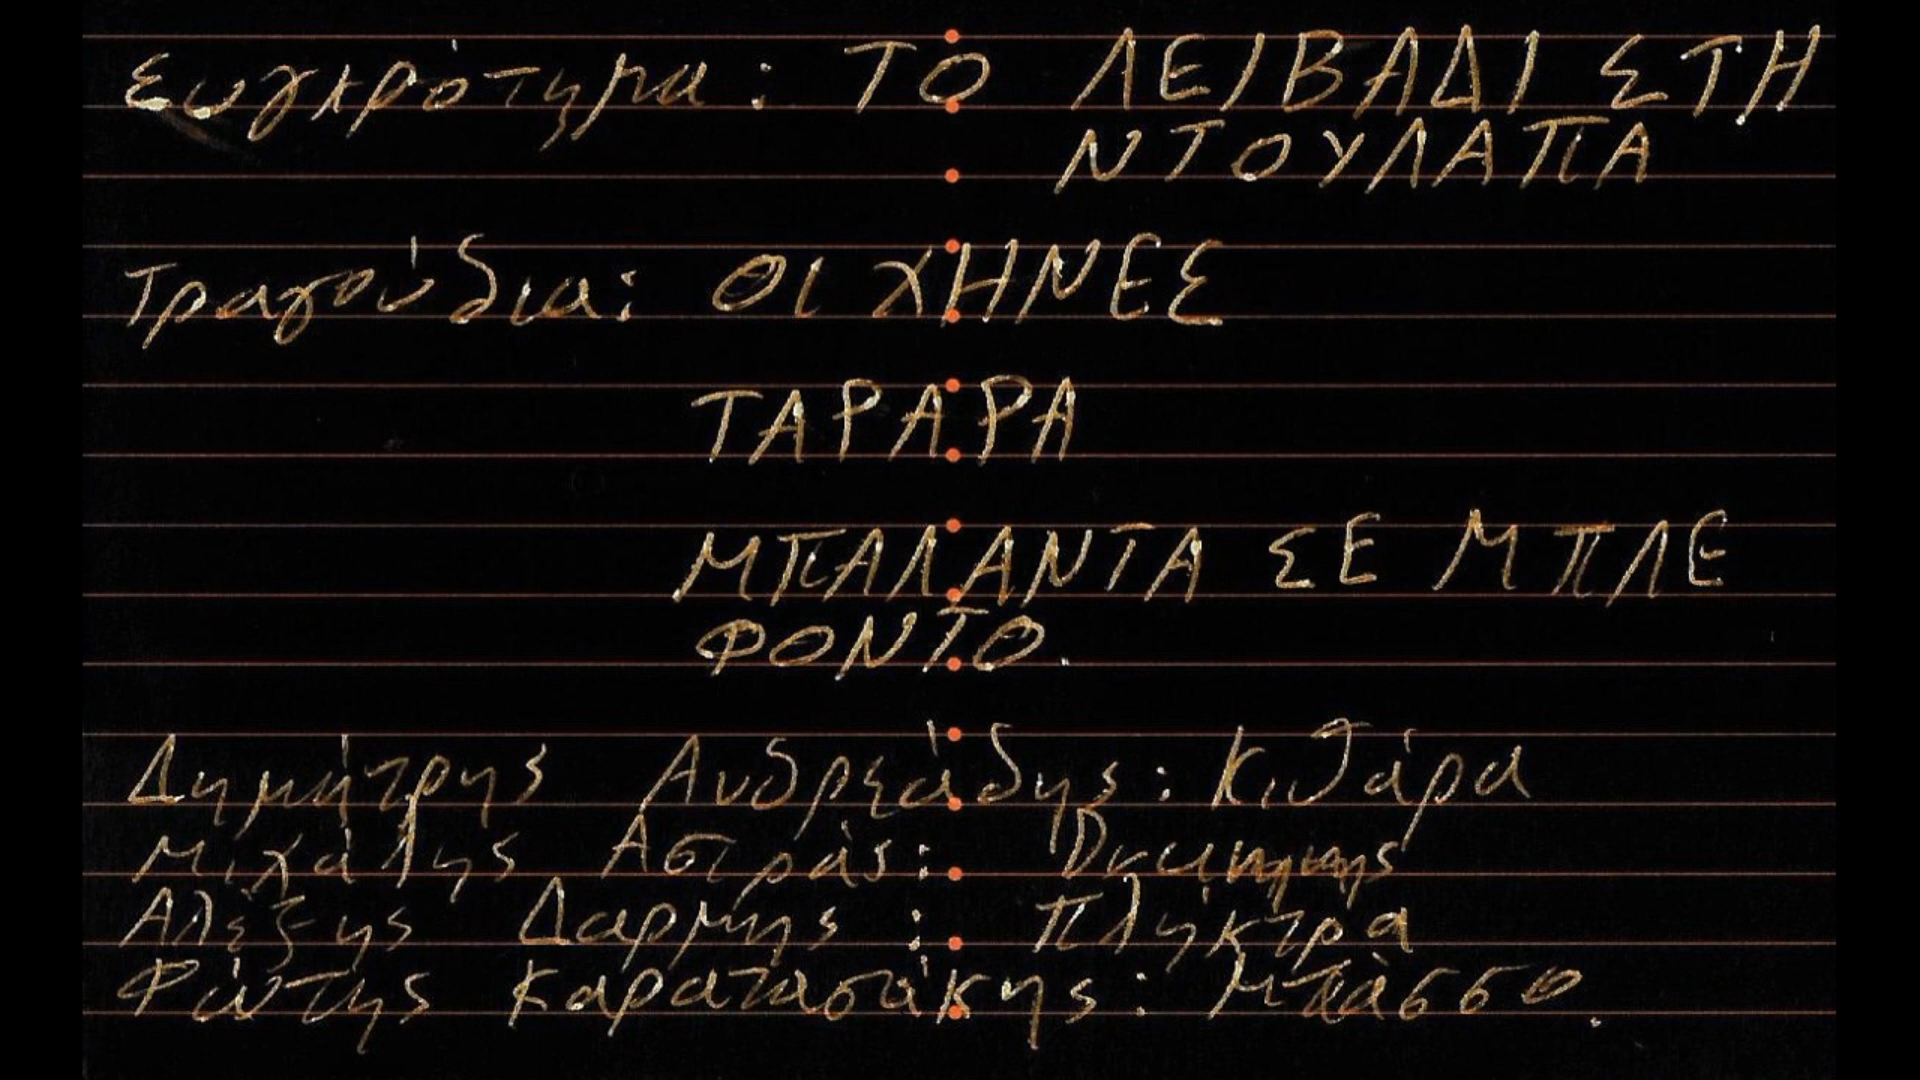 Συγκρότημα: ΤΟ ΛΕΙΒΑΔΙ ΣΤΗ
ΝΤΟΥΛΑΠΑ
Τραγούδια: ΟΙ ΧΗΝΕΣ
ΤΑΡΑΡΑ
ΜΠΑΛΑΝΤΑ ΣΕ ΜΠΛΕ
ΦΟΝΤΟ.
Δημήτρης Ανδρεάδης: Κιθάρα
Μιχάλης Αστράς:
Αλέξης Δαρμής: Πλήκτρα
Φώτης Καρατασάκης: Μπάσσο.